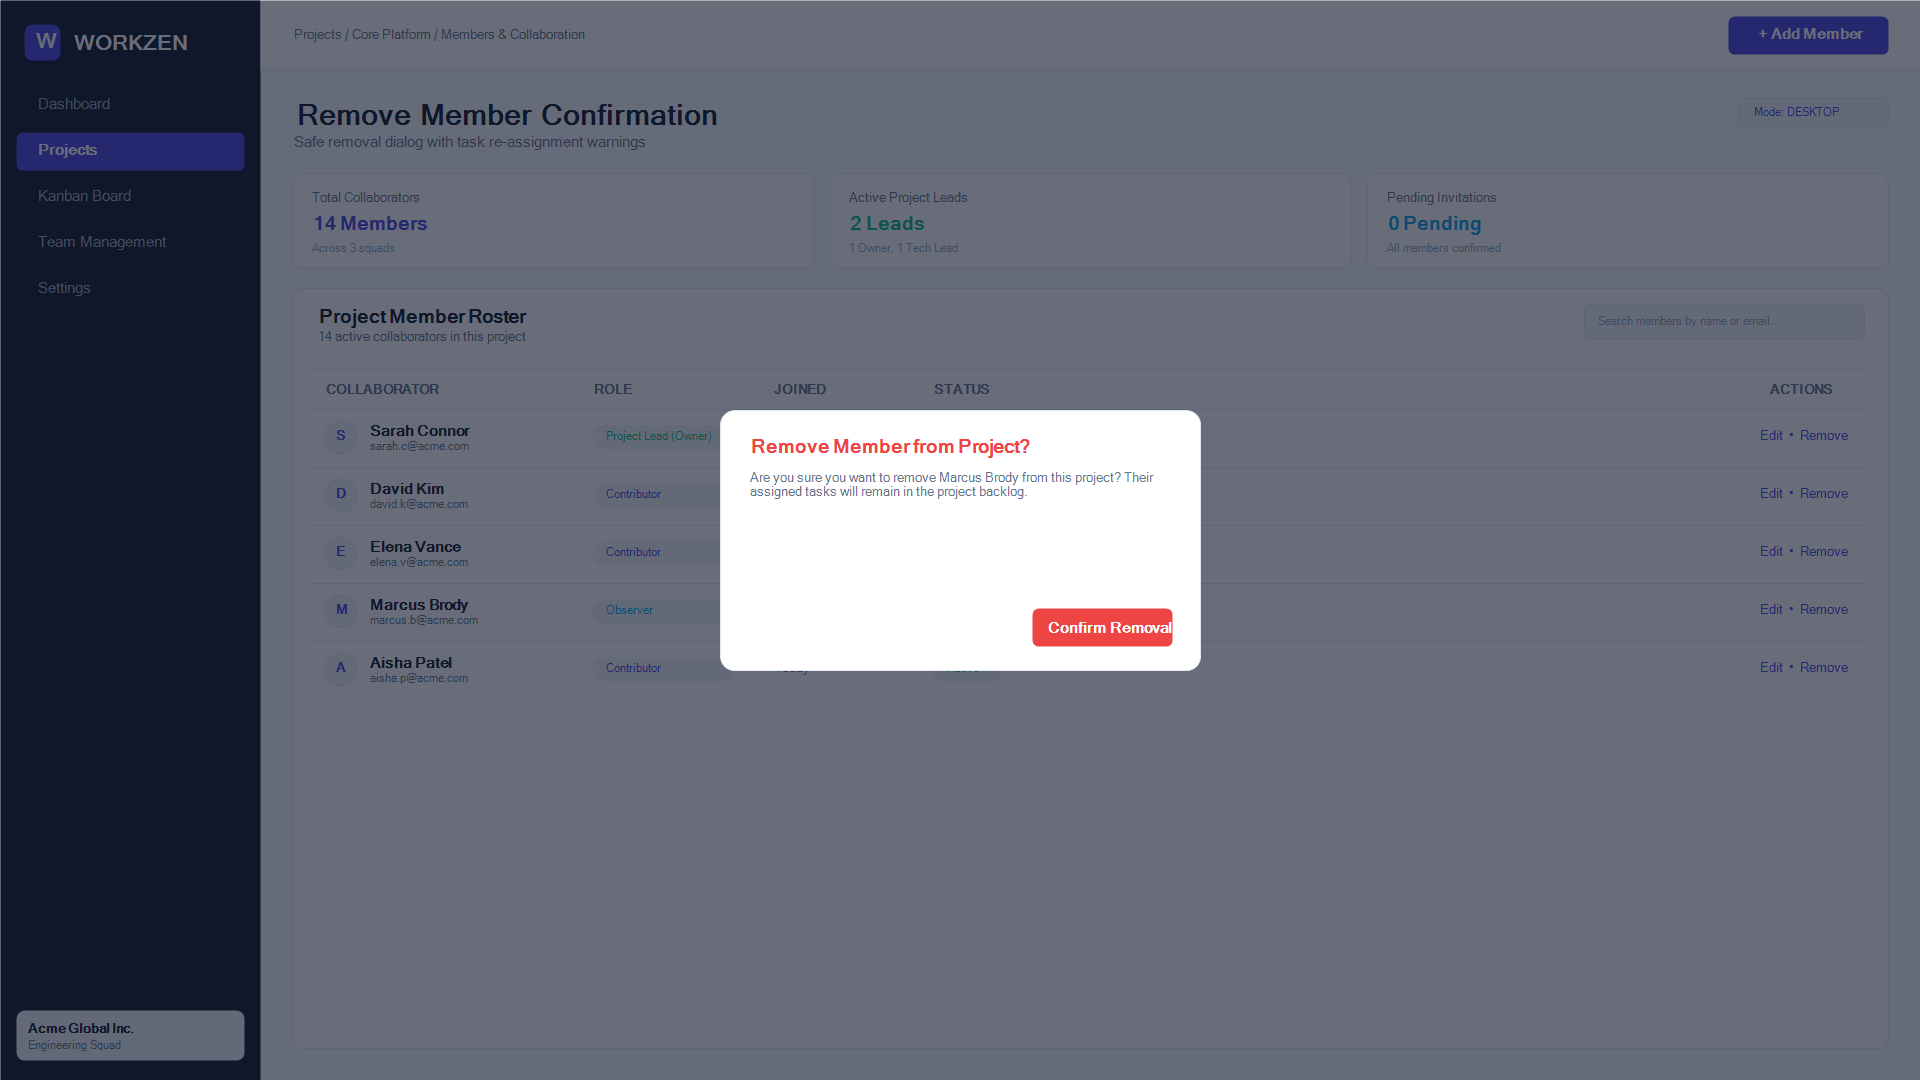 W WORKZEN
Dashboard
Projects
Kanban Board
Team Management
Settings
Acme Global Inc.
Engineering Squad
Projects / Core Platform / Members & Collaboration
+ Add Member
Remove Member Confirmation
Safe removal dialog with task re-assignment warnings
Mode: DESKTOP
Total Collaborators
14 Members
Across 3 squads
Active Project Leads
2 Leads
1 Owner, 1 Tech Lead
Pending Invitations
0 Pending
All members confirmed
Project Member Roster
14 active collaborators in this project
Search members by name or email...
COLLABORATOR ROLE JOINED STATUS ACTIONS
S Sarah Connor Project Lead (Owner) Edit • Remove
sarah.c@acme.com
D David Kim Contributor Edit • Remove
david.k@acme.com
E Elena Vance Contributor Edit • Remove
elena.v@acme.com
M Marcus Brody Observer Edit • Remove
marcus.b@acme.com
A Aisha Patel Contributor Edit • Remove
aisha.p@acme.com
Remove Member from Project?
Are you sure you want to remove Marcus Brody from this project? Their
assigned tasks will remain in the project backlog.
Confirm Removal